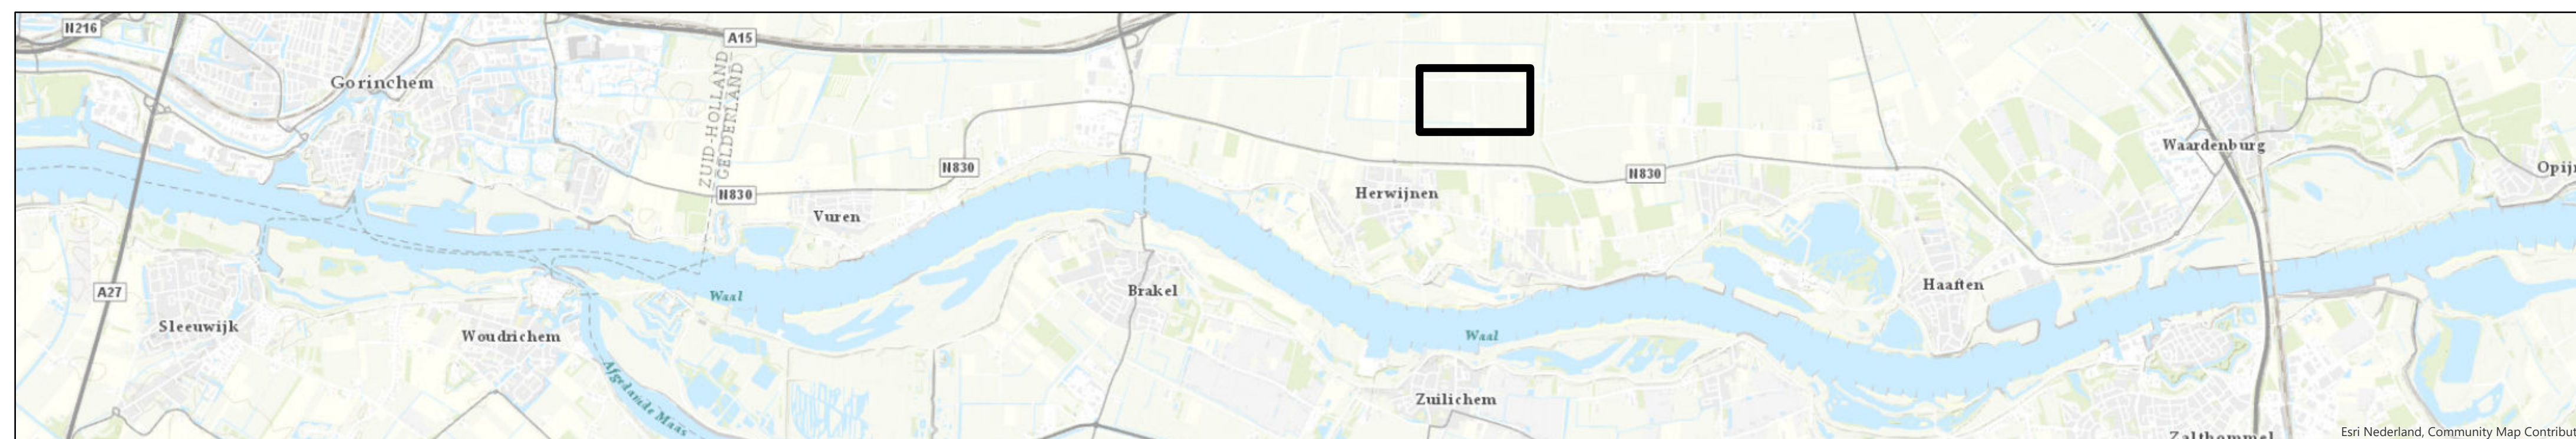 N216
A15
Gorinchem
ZUID-HOLLAND
GELDERLAND
Waardenburg
N830
N830
N830
Herwijnen
Vuren
Haaften
A27
Brakel
Waal
Sleeuwijk
Woudrichem
Waal
Afgedamde Maas
Zuilichem
Esri Nederland, Community Map Contribut